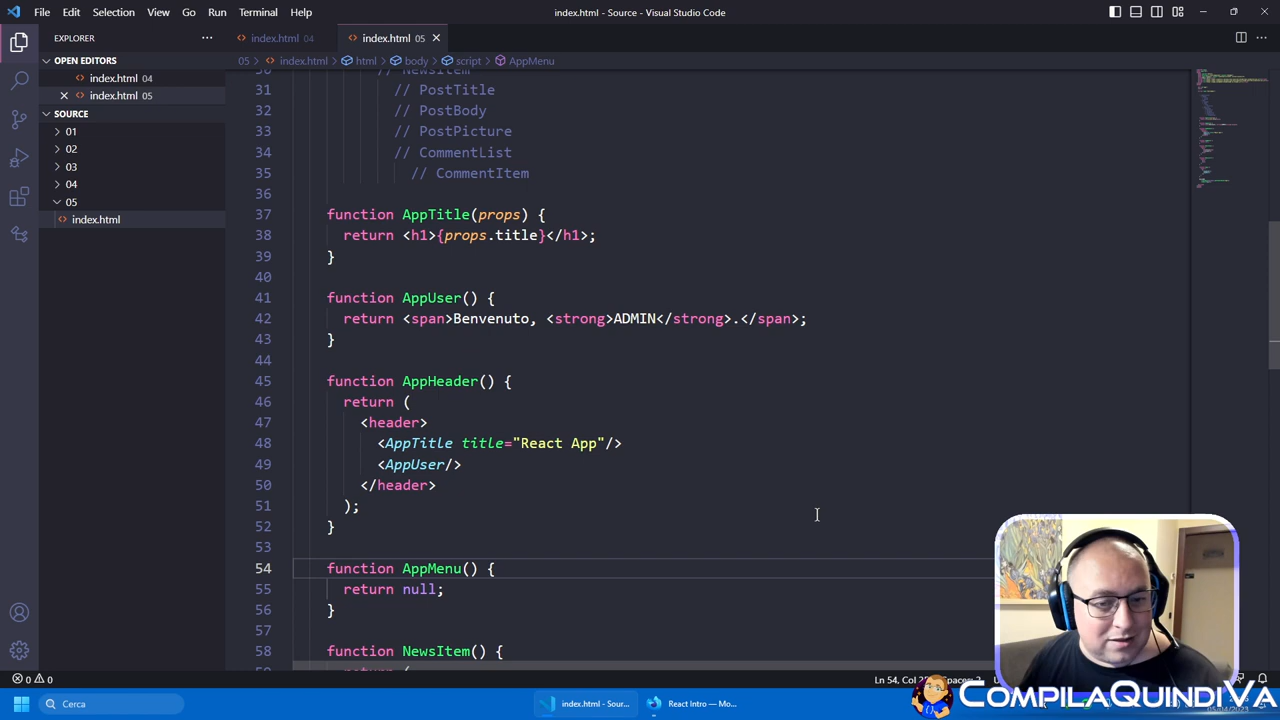 File Edit Selection View Go Run Terminal Help
index.html - Source - Visual Studio Code
EXPLORER
OPEN EDITORS
index.html 04
index.html 05
SOURCE
01
02
03
04
05
index.html
index.html 04
index.html 05
05 > index.html > html > body > script > AppMenu
// NewsItem
31 // PostTitle
32 // PostBody
33 // PostPicture
34 // CommentList
35 // CommentItem
36
37 function AppTitle(props) {
38 return <h1>{props.title}</h1>;
39 }
40
41 function AppUser() {
42 return <span>Benvenuto, <strong>ADMIN</strong>.</span>;
43 }
44
45 function AppHeader() {
46 return (
47 <header>
48 <AppTitle title="React App"/>
49 <AppUser/>
50 </header>
51 );
52 }
53
54 function AppMenu() {
55 return null;
56 }
57
58 function NewsItem() {
0 0
Ln 54, Col
Cerca
index.html - Sour...
React Intro — Mo...
COMPILAQUINDIVA